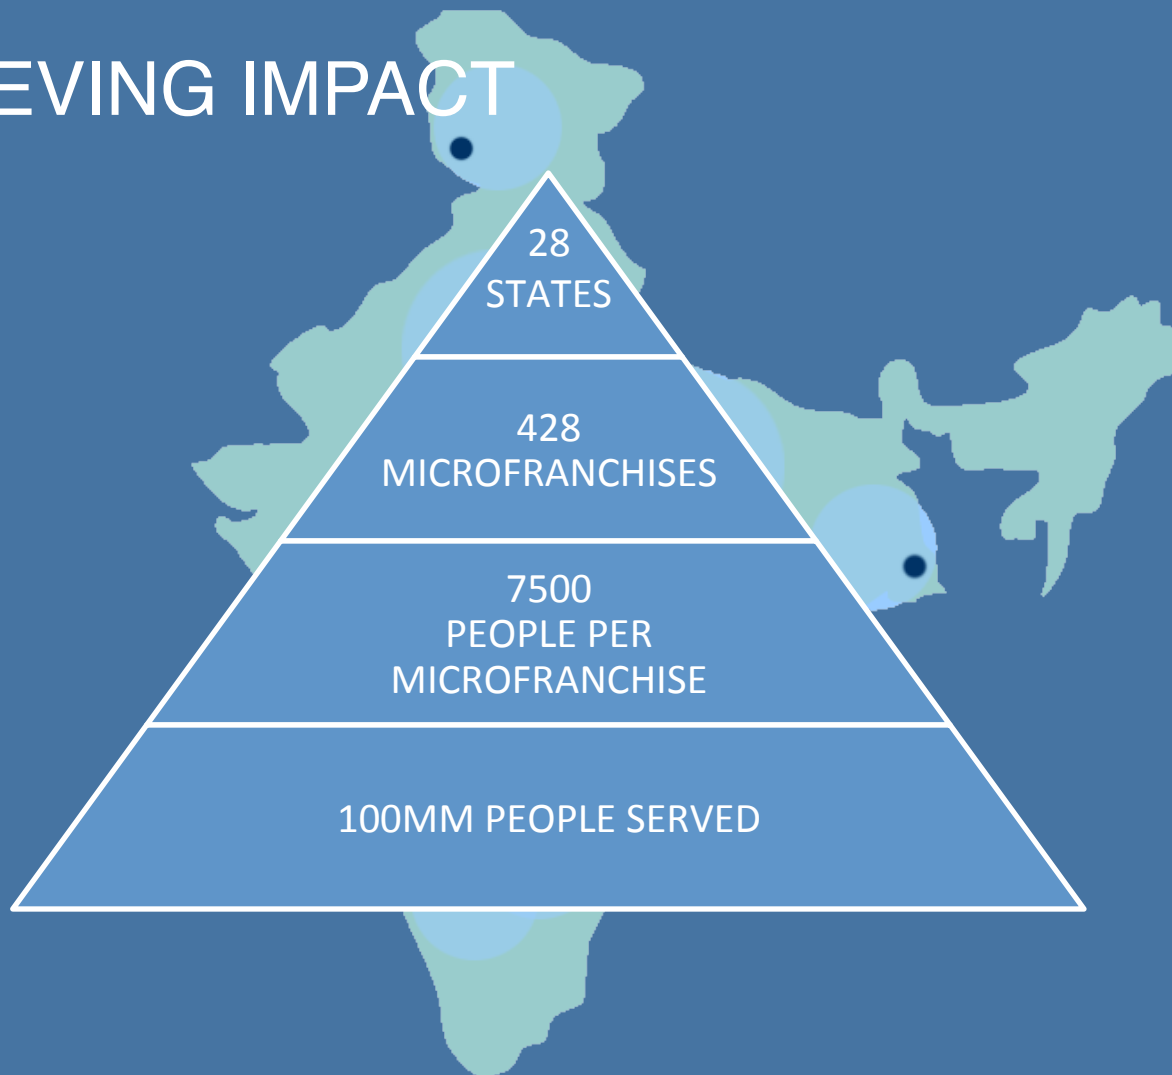 EVING IMPACT
28
STATES
428
MICROFRANCHISES
7500
PEOPLE PER
MICROFRANCHISE
100MM PEOPLE SERVED